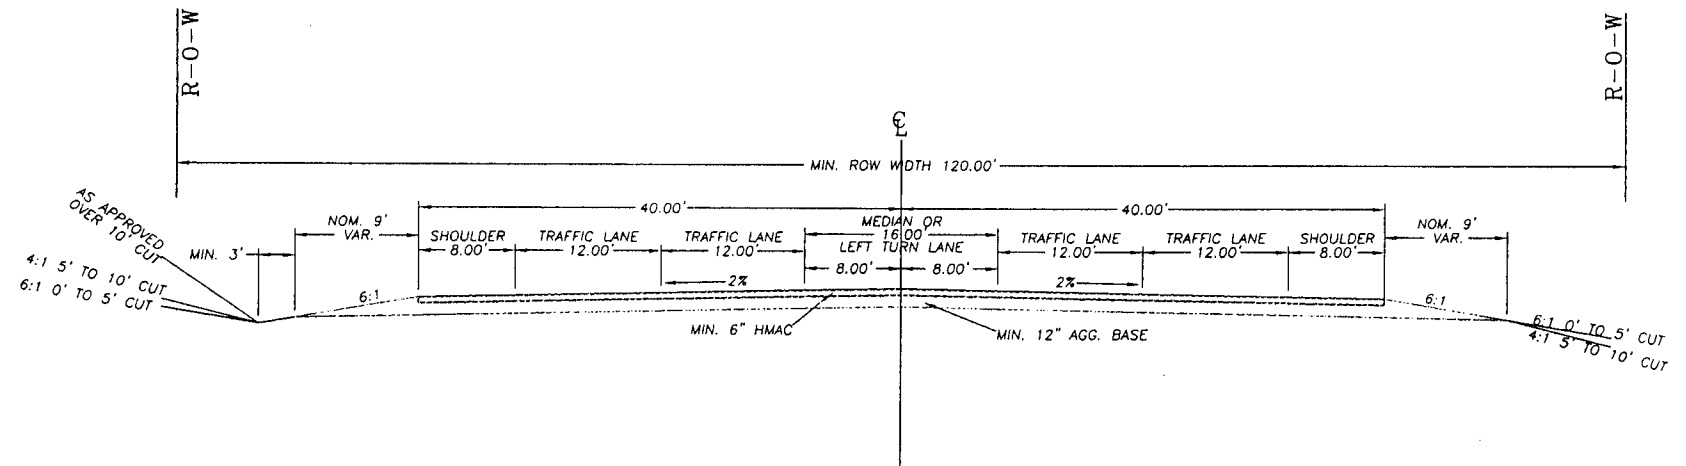 R-O-W
R-O-W
℄
MIN. ROW WIDTH 120.00'
40.00'
40.00'
AS APPROVED
OVER 10' CUT
4:1 5' TO 10' CUT
6:1 0' TO 5' CUT
MIN. 3'
NOM. 9'
VAR.
SHOULDER
8.00'
TRAFFIC LANE
12.00'
TRAFFIC LANE
12.00'
MEDIAN OR
16.00'
LEFT TURN LANE
8.00'
8.00'
TRAFFIC LANE
12.00'
TRAFFIC LANE
12.00'
SHOULDER
8.00'
NOM. 9'
VAR.
6:1
2%
2%
6:1
MIN. 6" HMAC
MIN. 12" AGG. BASE
6:1 0' TO 5' CUT
4:1 5' TO 10' CUT